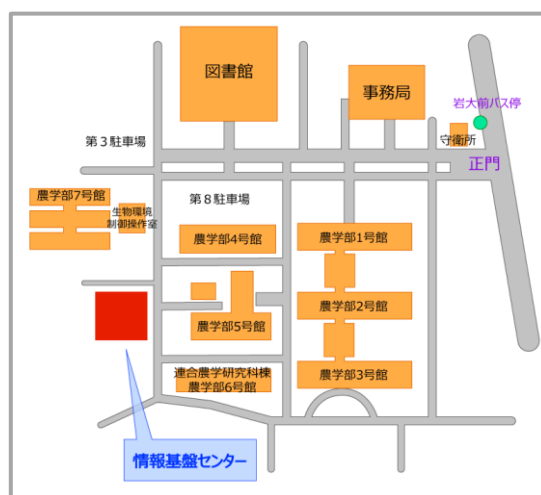 図書館
事務局
岩大前バス停
守衛所
正門
第３駐車場
農学部7号館
生物環境
制御操作室
第８駐車場
農学部4号館
農学部1号館
農学部2号館
農学部5号館
連合農学研究科棟
農学部6号館
農学部3号館
情報基盤センター